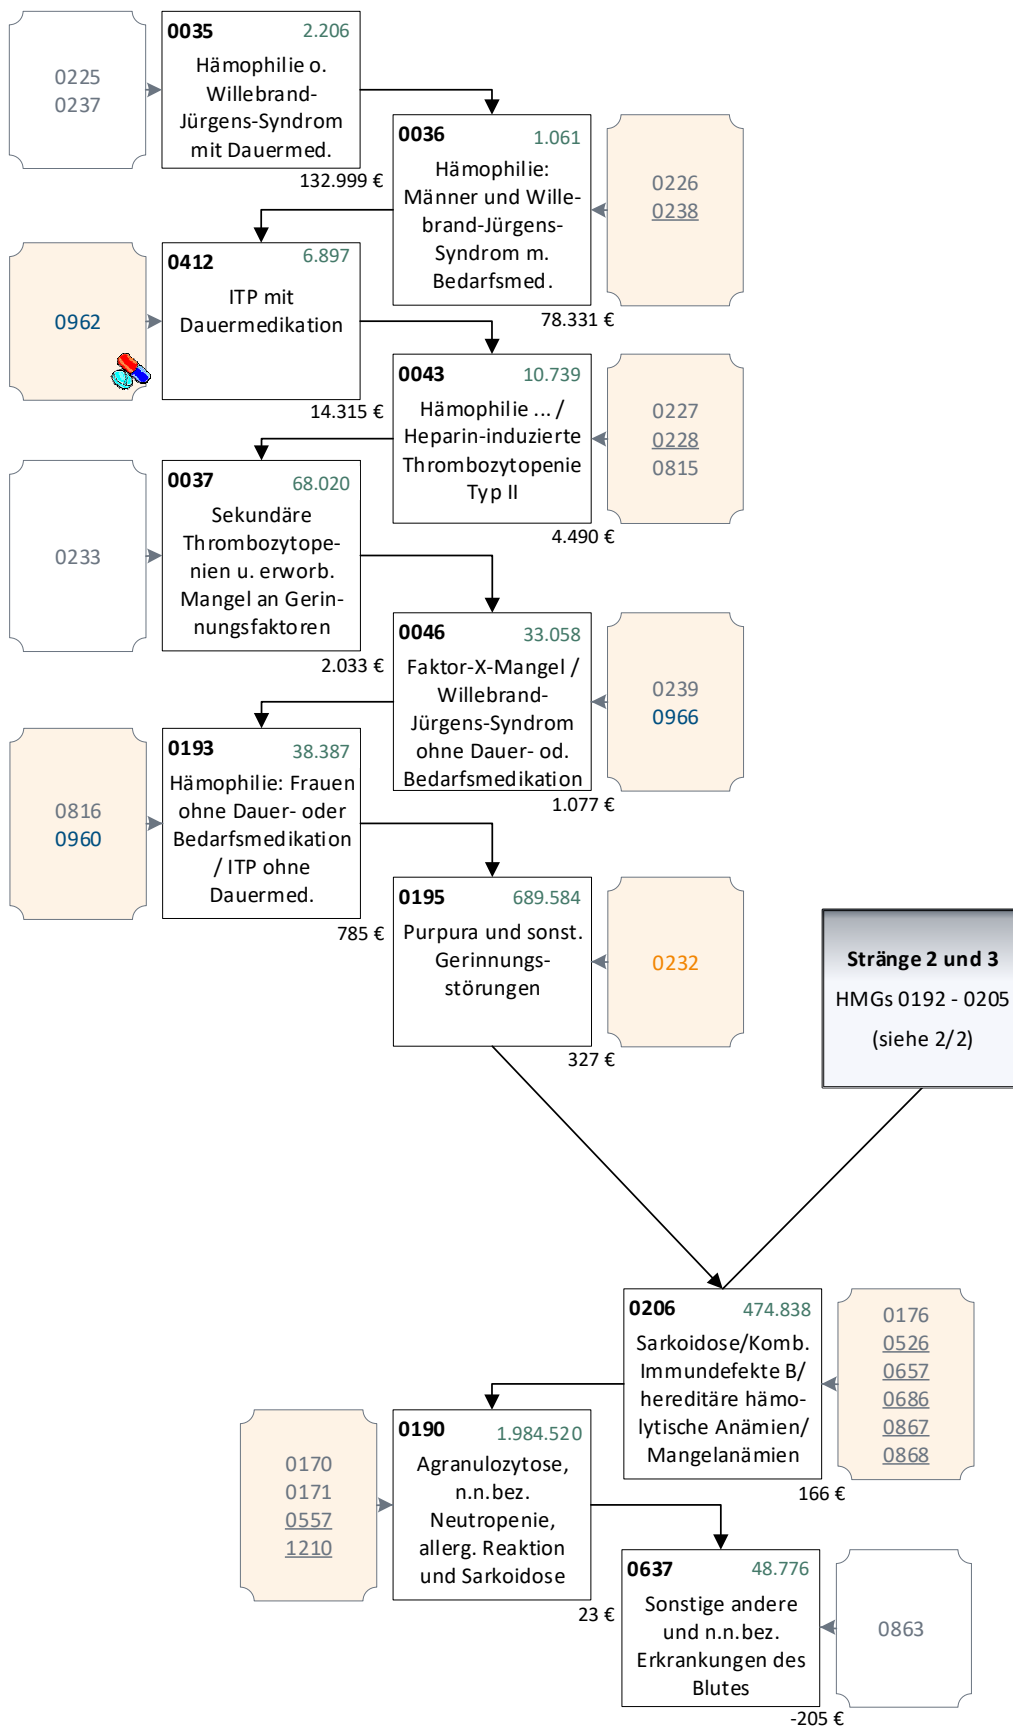 0225
0237
0035 2.206
Hämophilie o.
Willebrand-
Jürgens-Syndrom
mit Dauermed.
132.999 €
0036 1.061
Hämophilie:
Männer und Wille-
brand-Jürgens-
Syndrom m.
Bedarfsmed.
78.331 €
0226
0238
0962
0412 6.897
ITP mit
Dauermedikation
14.315 €
0043 10.739
Hämophilie ... /
Heparin-induzierte
Thrombozytopenie
Typ II
4.490 €
0227
0228
0815
0233
0037 68.020
Sekundäre
Thrombozytope-
nien u. erworb.
Mangel an Gerin-
nungsfaktoren
2.033 €
0046 33.058
Faktor-X-Mangel /
Willebrand-
Jürgens-Syndrom
ohne Dauer- od.
Bedarfsmedikation
1.077 €
0239
0966
0816
0960
0193 38.387
Hämophilie: Frauen
ohne Dauer- oder
Bedarfsmedikation
/ ITP ohne
Dauermed.
785 €
0195 689.584
Purpura und sonst.
Gerinnungs-
störungen
327 €
0232
Stränge 2 und 3
HMGs 0192 - 0205
(siehe 2/2)
0206 474.838
Sarkoidose/Komb.
Immundefekte B/
hereditäre hämo-
lytische Anämien/
Mangelanämien
166 €
0176
0526
0657
0686
0867
0868
0170
0171
0557
1210
0190 1.984.520
Agranulozytose,
n.n.bez.
Neutropenie,
allerg. Reaktion
und Sarkoidose
23 €
0637 48.776
Sonstige andere
und n.n.bez.
Erkrankungen des
Blutes
-205 €
0863